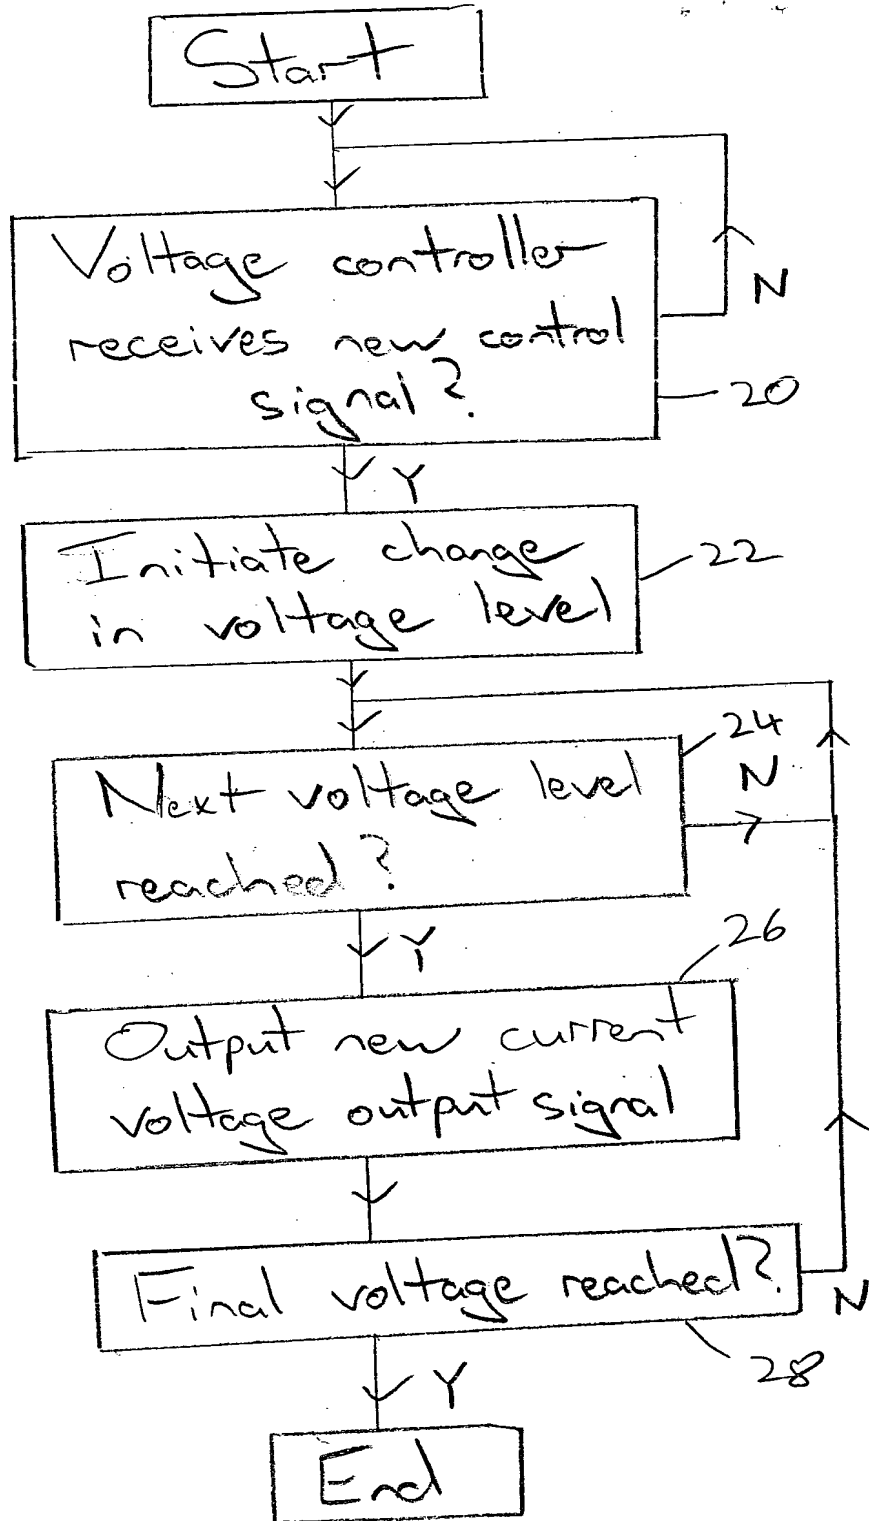 Start
Voltage controller
receives new control
signal?
N
20
Y
Initiate change
in voltage level
22
24
Next voltage level
reached?
N
Y
26
Output new current
voltage output signal
Final voltage reached?
N
28
Y
End